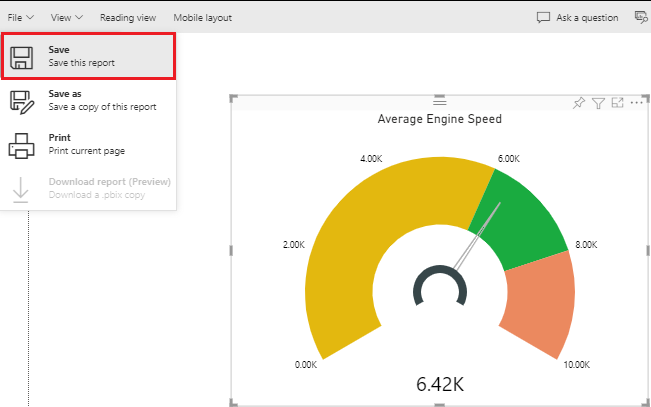 File View Reading view Mobile layout Ask a question
Save
Save this report
Save as
Save a copy of this report
Print
Print current page
Download report (Preview)
Download a .pbix copy
Average Engine Speed
4.00K 6.00K
2.00K 8.00K
0.00K 10.00K
6.42K